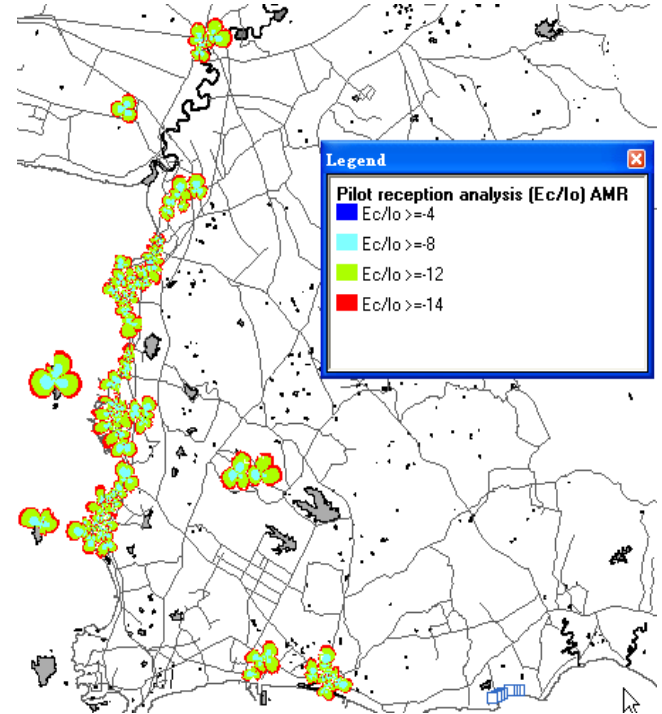 Legend
Pilot reception analysis (Ec/Io) AMR
Ec/Io >=-4
Ec/Io >=-8
Ec/Io >=-12
Ec/Io >=-14